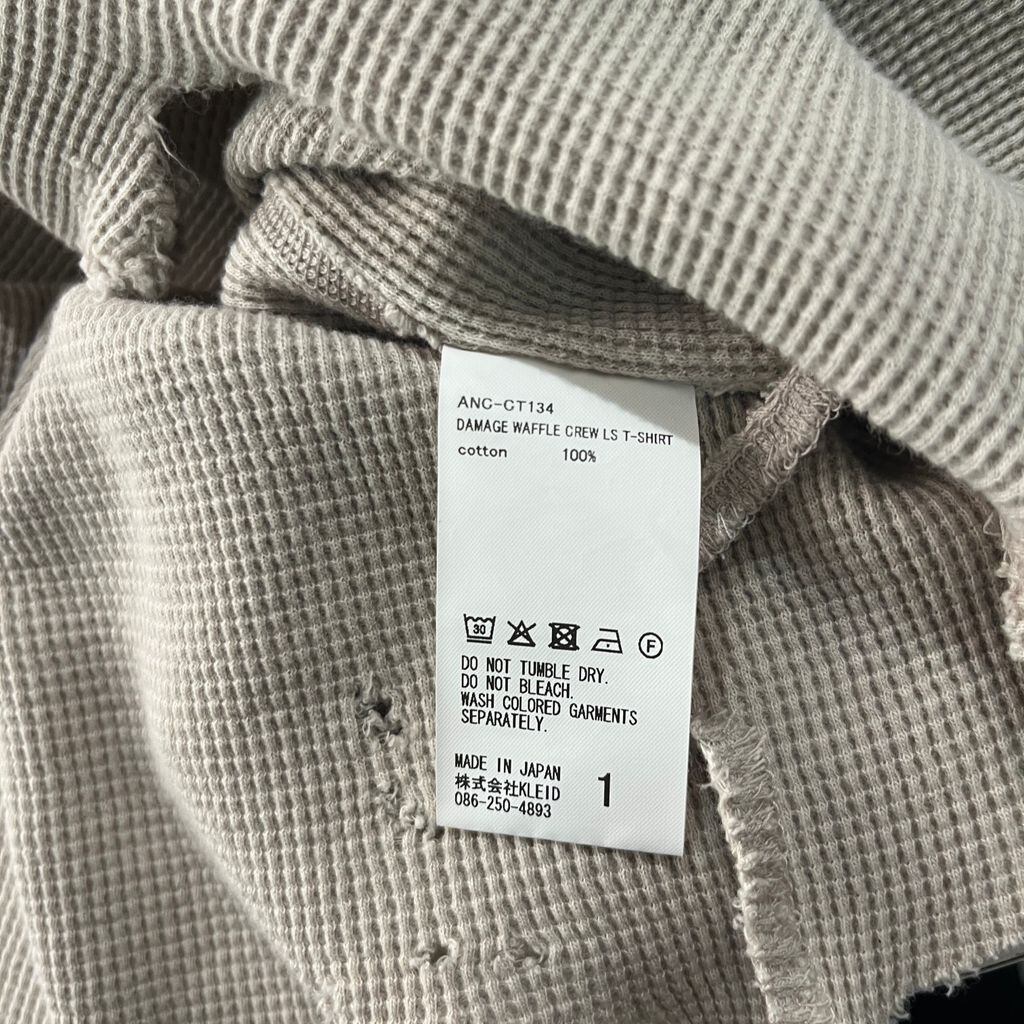 ANC-CT134
DAMAGE WAFFLE CREW LS T-SHIRT
cotton 100%
30 F
DO NOT TUMBLE DRY.
DO NOT BLEACH.
WASH COLORED GARMENTS
SEPARATELY.
MADE IN JAPAN
株式会社KLEID 1
086-250-4893